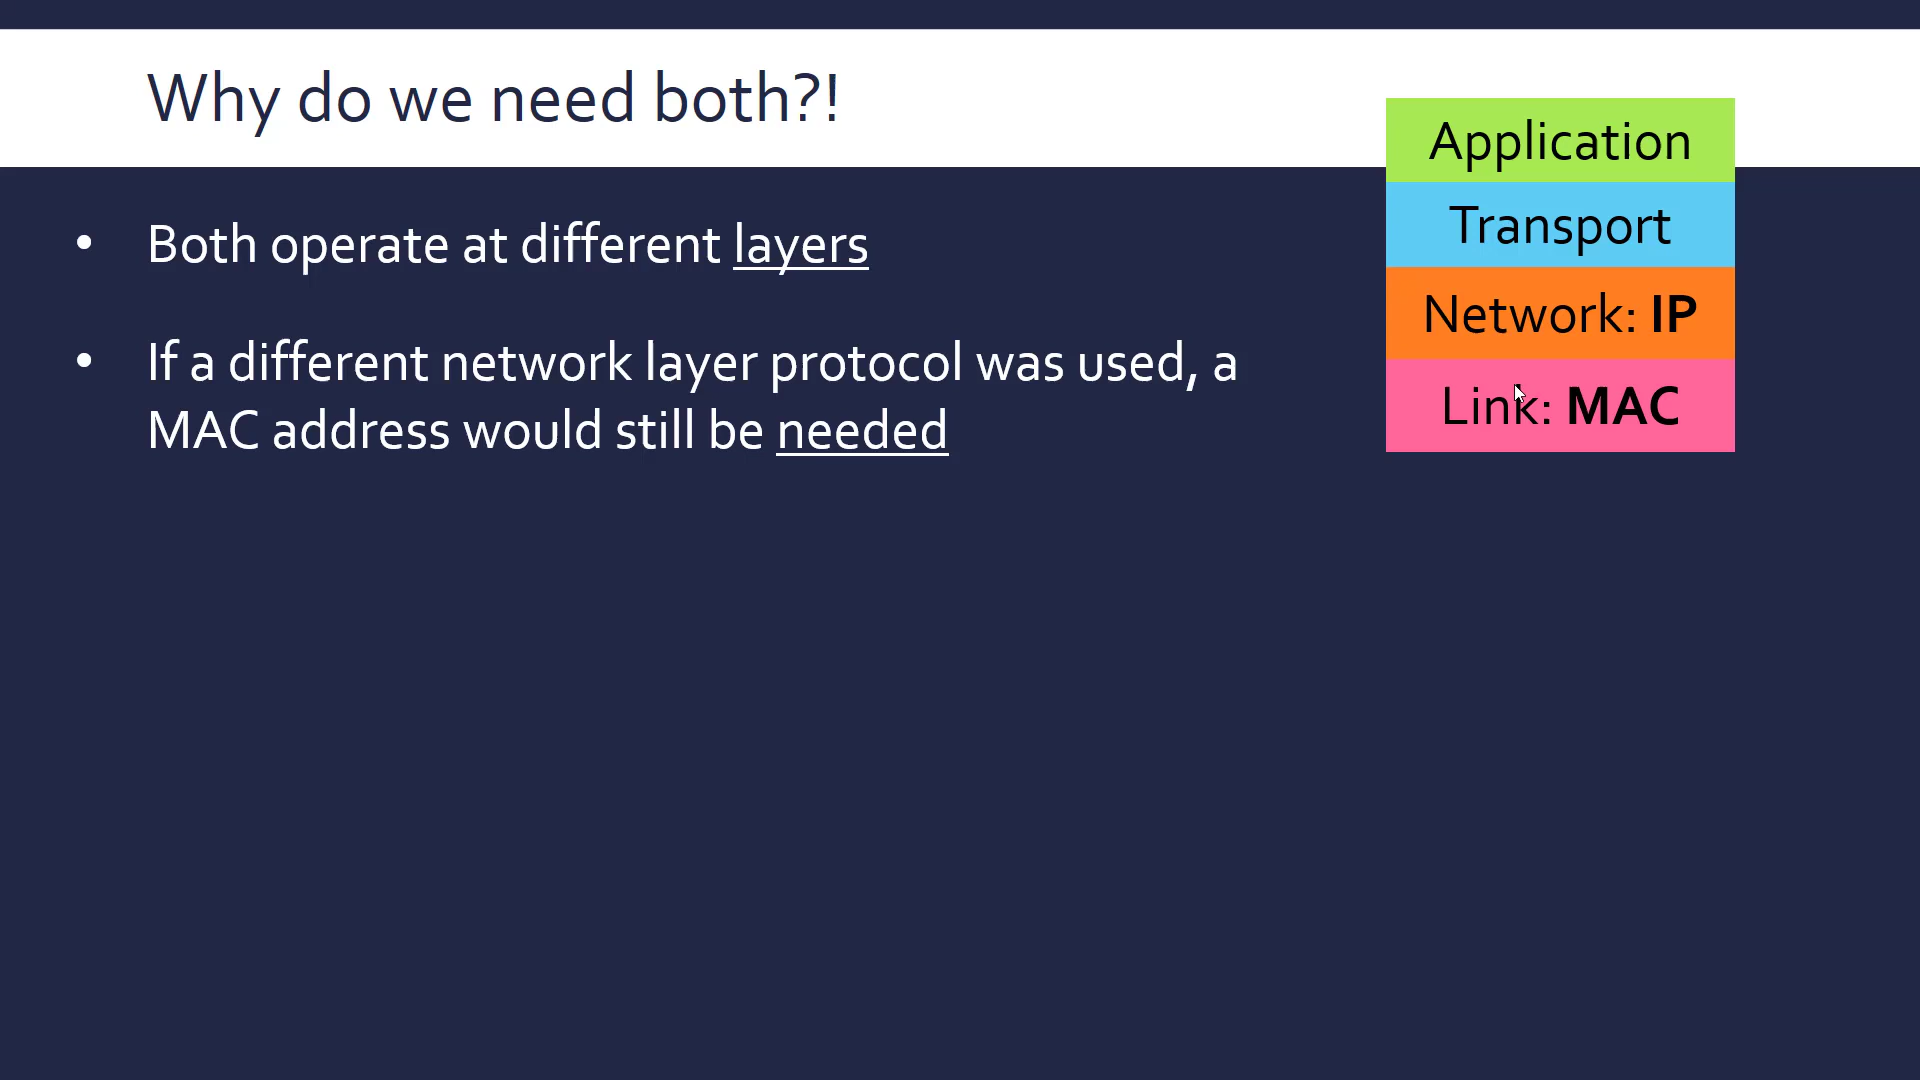 Why do we need both?!
• Both operate at different layers
• If a different network layer protocol was used, a
MAC address would still be needed
Application
Transport
Network: IP
Link: MAC